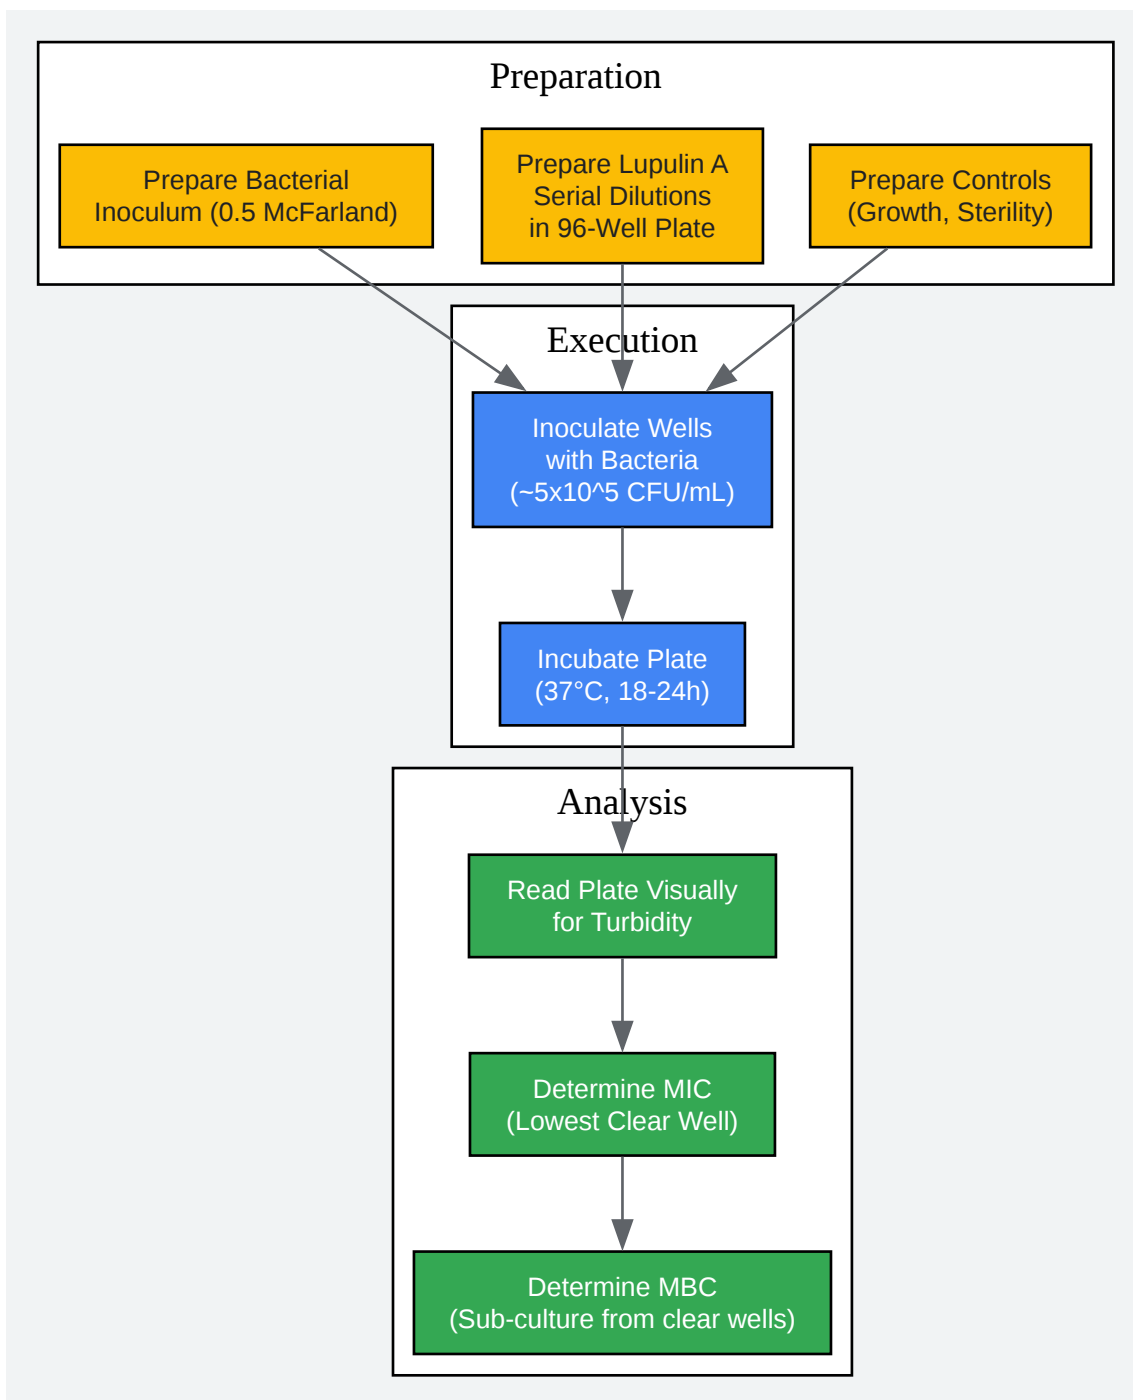 Preparation
Prepare Bacterial
Inoculum (0.5 McFarland)
Prepare Lupulin A
Serial Dilutions
in 96-Well Plate
Prepare Controls
(Growth, Sterility)
Execution
Inoculate Wells
with Bacteria
(~5x10^5 CFU/mL)
Incubate Plate
(37°C, 18-24h)
Analysis
Read Plate Visually
for Turbidity
Determine MIC
(Lowest Clear Well)
Determine MBC
(Sub-culture from clear wells)